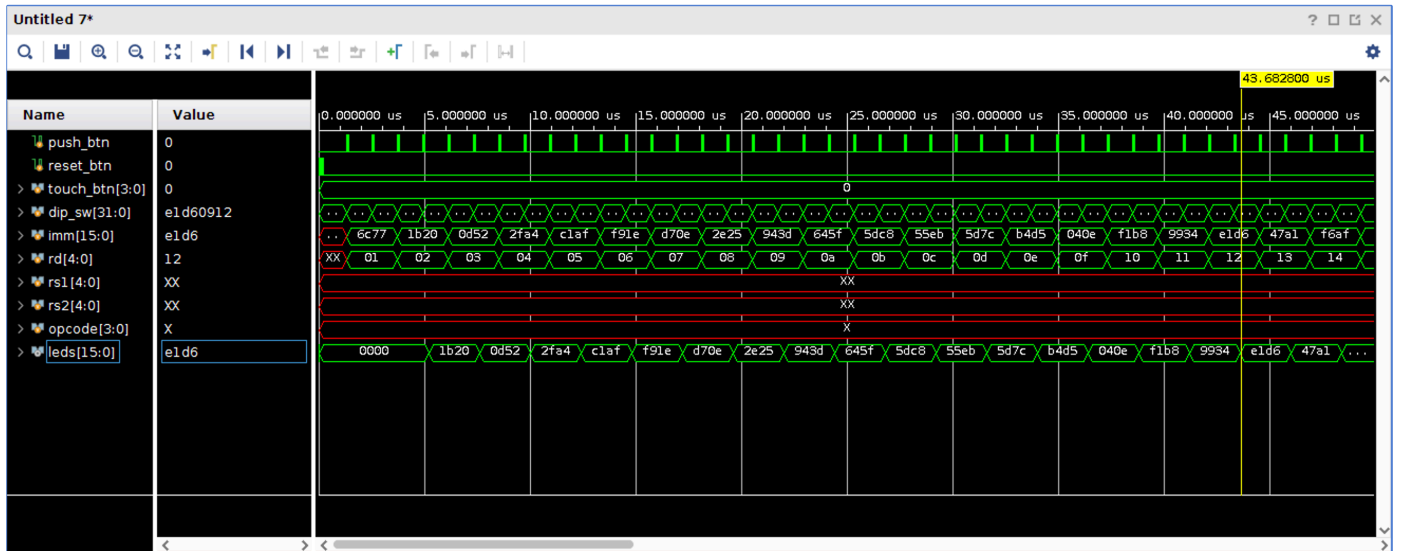 Untitled 7*
43.682800 us
Name Value
0.000000 us 5.000000 us 10.000000 us 15.000000 us 20.000000 us 25.000000 us 30.000000 us 35.000000 us 40.000000 us 45.000000 us
push_btn 0
reset_btn 0
touch_btn[3:0] 0 0
dip_sw[31:0] e1d60912
imm[15:0] e1d6 .. 6c77 1b20 0d52 2fa4 c1af f91e d70e 2e25 943d 645f 5dc8 55eb 5d7c b4d5 040e f1b8 9934 e1d6 47a1 f6af
rd[4:0] 12 XX 01 02 03 04 05 06 07 08 09 0a 0b 0c 0d 0e 0f 10 11 12 13 14
rs1[4:0] XX XX
rs2[4:0] XX XX
opcode[3:0] X X
leds[15:0] e1d6 0000 1b20 0d52 2fa4 c1af f91e d70e 2e25 943d 645f 5dc8 55eb 5d7c b4d5 040e f1b8 9934 e1d6 47a1 ...